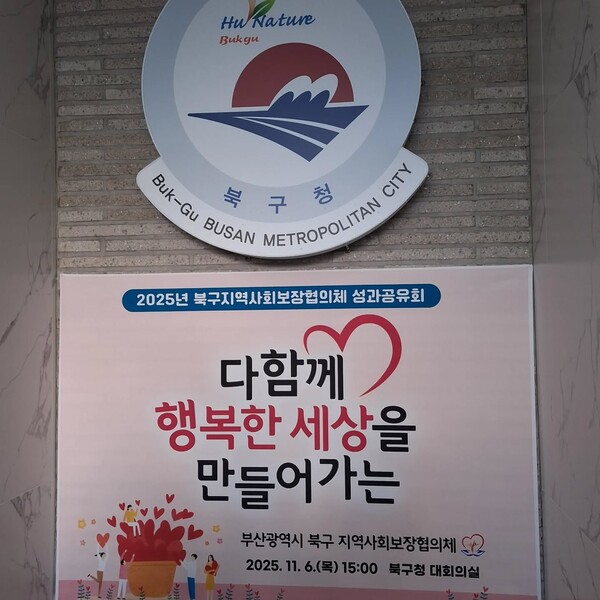 Hu Nature
Bukgu
북구청
Buk-Gu BUSAN METROPOLITAN CITY
2025년 북구지역사회보장협의체 성과공유회
다함께
행복한 세상을
만들어가는
부산광역시 북구 지역사회보장협의체
2025. 11. 6.(목) 15:00 북구청 대회의실